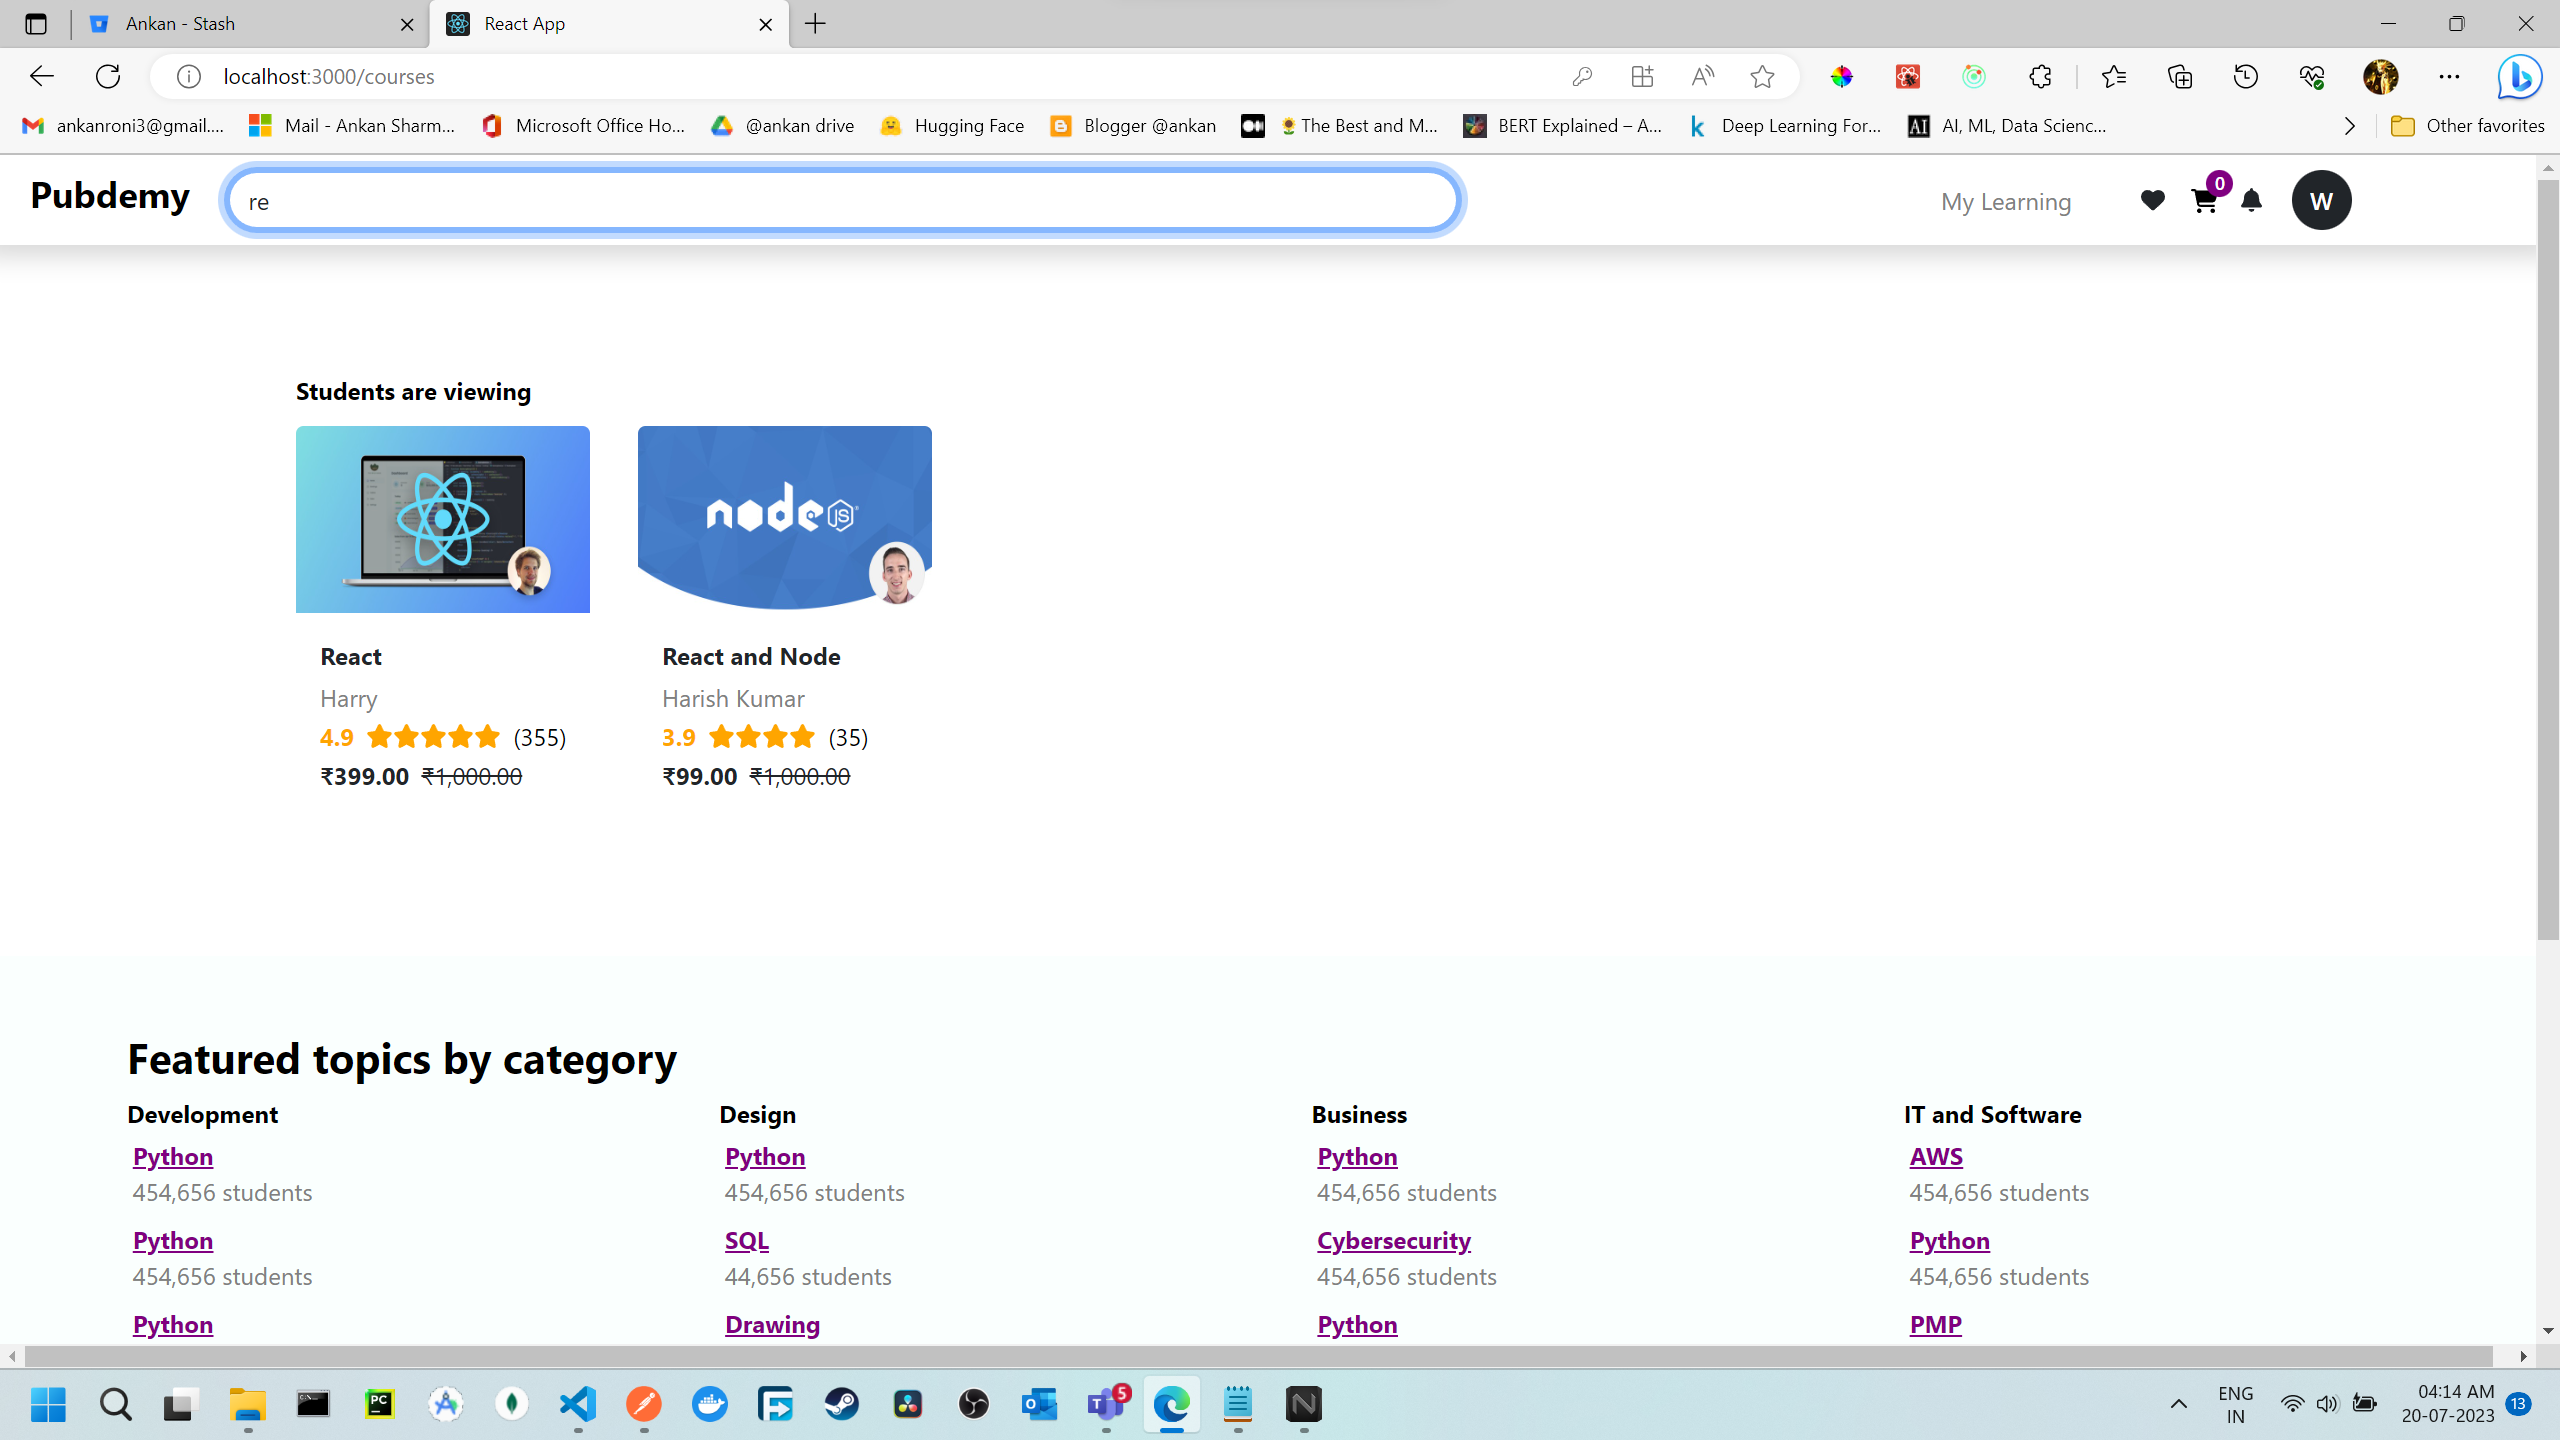 Ankan - Stash
React App
localhost:3000/courses
ankanroni3@gmail....
Mail - Ankan Sharm...
Microsoft Office Ho...
@ankan drive
Hugging Face
Blogger @ankan
The Best and M...
BERT Explained – A...
Deep Learning For...
AI
AI, ML, Data Scienc...
Other favorites
Pubdemy
re
My Learning
0
W
Students are viewing
node JS
React
Harry
4.9 (355)
₹399.00 ₹1,000.00
React and Node
Harish Kumar
3.9 (35)
₹99.00 ₹1,000.00
Featured topics by category
Development
Python
454,656 students
Python
454,656 students
Python
Design
Python
454,656 students
SQL
44,656 students
Drawing
Business
Python
454,656 students
Cybersecurity
454,656 students
Python
IT and Software
AWS
454,656 students
Python
454,656 students
PMP
PC
5
ENG
IN
04:14 AM
20-07-2023
13